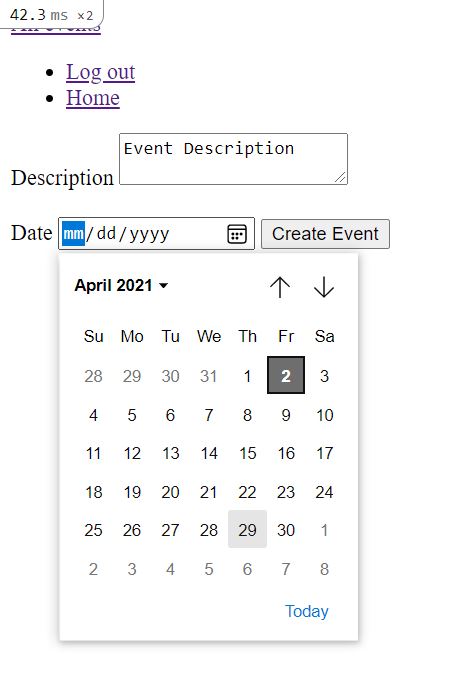 42.3 ms ×2
All events
Log out
Home
Event Description
Description
Date mm/dd/yyyy Create Event
April 2021
Su Mo Tu We Th Fr Sa
28 29 30 31 1 2 3
4 5 6 7 8 9 10
11 12 13 14 15 16 17
18 19 20 21 22 23 24
25 26 27 28 29 30 1
2 3 4 5 6 7 8
Today